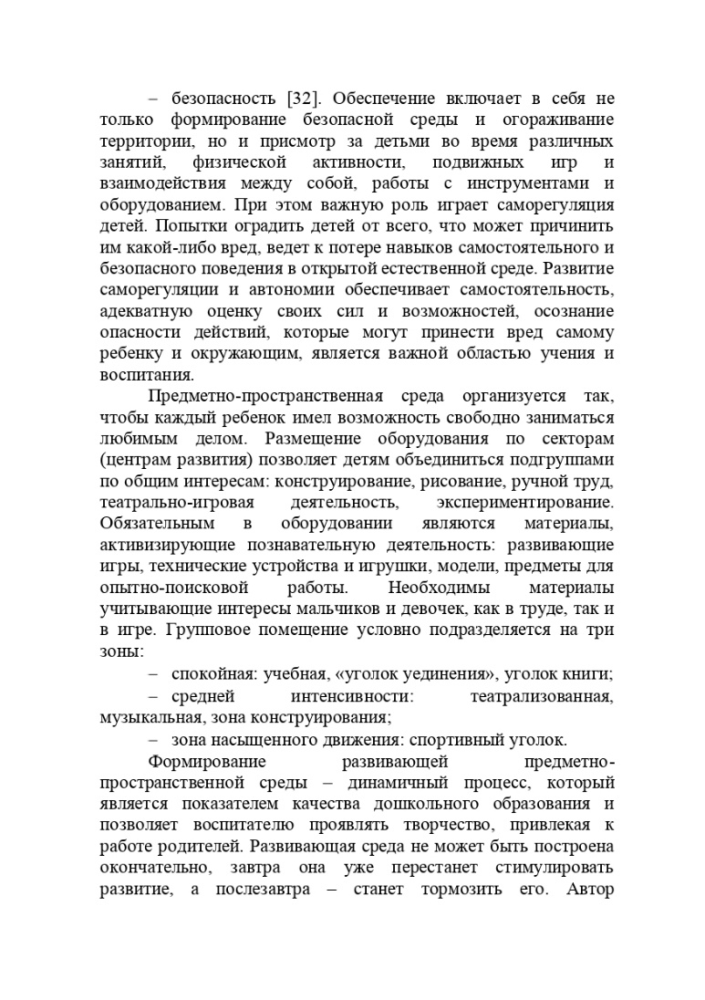 – безопасность [32]. Обеспечение включает в себя не
только формирование безопасной среды и огораживание
территории, но и присмотр за детьми во время различных
занятий, физической активности, подвижных игр и
взаимодействия между собой, работы с инструментами и
оборудованием. При этом важную роль играет саморегуляция
детей. Попытки оградить детей от всего, что может причинить
им какой-либо вред, ведет к потере навыков самостоятельного и
безопасного поведения в открытой естественной среде. Развитие
саморегуляции и автономии обеспечивает самостоятельность,
адекватную оценку своих сил и возможностей, осознание
опасности действий, которые могут принести вред самому
ребенку и окружающим, является важной областью учения и
воспитания.
Предметно-пространственная среда организуется так,
чтобы каждый ребенок имел возможность свободно заниматься
любимым делом. Размещение оборудования по секторам
(центрам развития) позволяет детям объединиться подгруппами
по общим интересам: конструирование, рисование, ручной труд,
театрально-игровая деятельность, экспериментирование.
Обязательным в оборудовании являются материалы,
активизирующие познавательную деятельность: развивающие
игры, технические устройства и игрушки, модели, предметы для
опытно-поисковой работы. Необходимы материалы
учитывающие интересы мальчиков и девочек, как в труде, так и
в игре. Групповое помещение условно подразделяется на три
зоны:
– спокойная: учебная, «уголок уединения», уголок книги;
– средней интенсивности: театрализованная,
музыкальная, зона конструирования;
– зона насыщенного движения: спортивный уголок.
Формирование развивающей предметно-
пространственной среды – динамичный процесс, который
является показателем качества дошкольного образования и
позволяет воспитателю проявлять творчество, привлекая к
работе родителей. Развивающая среда не может быть построена
окончательно, завтра она уже перестанет стимулировать
развитие, а послезавтра – станет тормозить его. Автор